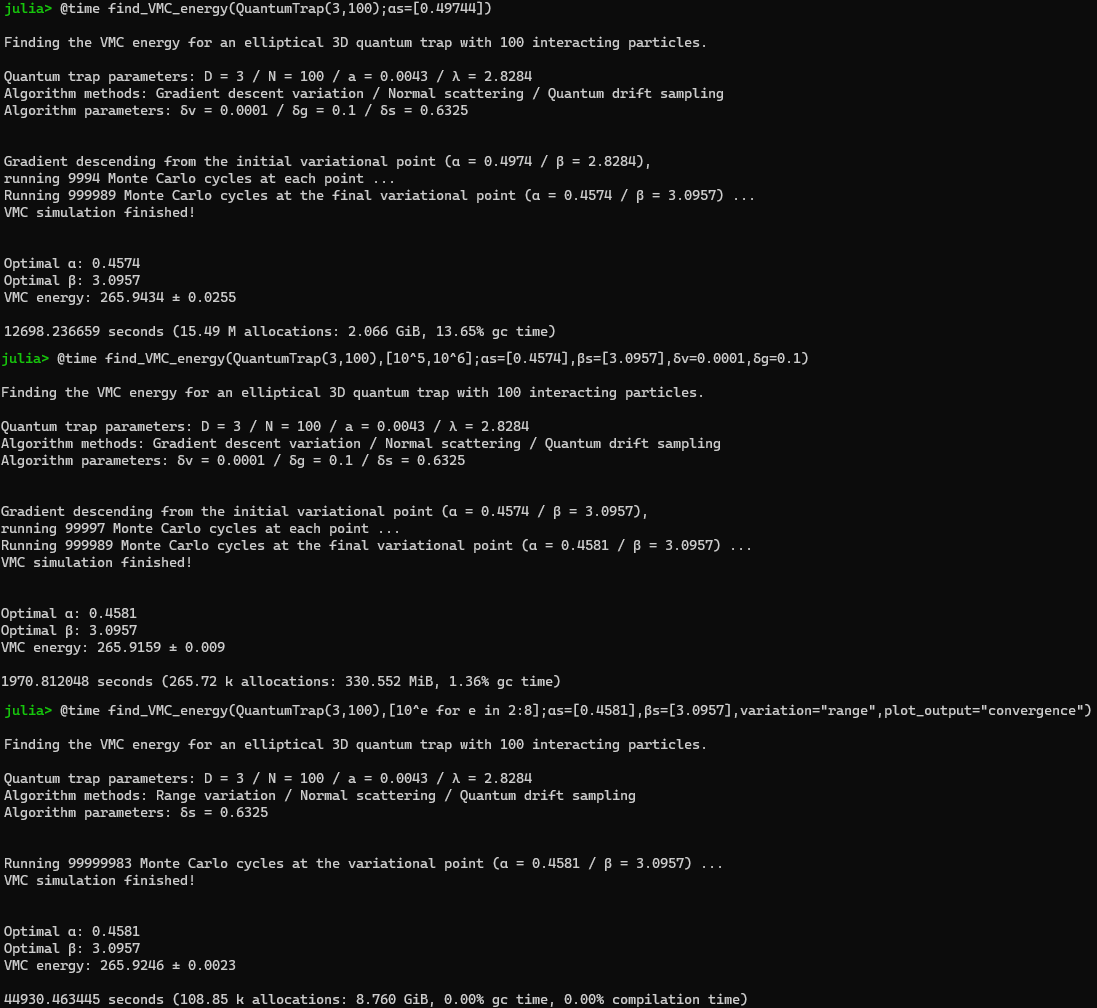 julia> @time find_VMC_energy(QuantumTrap(3,100);αs=[0.49744])
Finding the VMC energy for an elliptical 3D quantum trap with 100 interacting particles.
Quantum trap parameters: D = 3 / N = 100 / a = 0.0043 / λ = 2.8284
Algorithm methods: Gradient descent variation / Normal scattering / Quantum drift sampling
Algorithm parameters: δv = 0.0001 / δg = 0.1 / δs = 0.6325
Gradient descending from the initial variational point (α = 0.4974 / β = 2.8284),
running 9994 Monte Carlo cycles at each point ...
Running 999989 Monte Carlo cycles at the final variational point (α = 0.4574 / β = 3.0957) ...
VMC simulation finished!
Optimal α: 0.4574
Optimal β: 3.0957
VMC energy: 265.9434 ± 0.0255
12698.236659 seconds (15.49 M allocations: 2.066 GiB, 13.65% gc time)
julia> @time find_VMC_energy(QuantumTrap(3,100),[10^5,10^6];αs=[0.4574],βs=[3.0957],δv=0.0001,δg=0.1)
Finding the VMC energy for an elliptical 3D quantum trap with 100 interacting particles.
Quantum trap parameters: D = 3 / N = 100 / a = 0.0043 / λ = 2.8284
Algorithm methods: Gradient descent variation / Normal scattering / Quantum drift sampling
Algorithm parameters: δv = 0.0001 / δg = 0.1 / δs = 0.6325
Gradient descending from the initial variational point (α = 0.4574 / β = 3.0957),
running 99997 Monte Carlo cycles at each point ...
Running 999989 Monte Carlo cycles at the final variational point (α = 0.4581 / β = 3.0957) ...
VMC simulation finished!
Optimal α: 0.4581
Optimal β: 3.0957
VMC energy: 265.9159 ± 0.009
1970.812048 seconds (265.72 k allocations: 330.552 MiB, 1.36% gc time)
julia> @time find_VMC_energy(QuantumTrap(3,100),[10^e for e in 2:8];αs=[0.4581],βs=[3.0957],variation="range",plot_output="convergence")
Finding the VMC energy for an elliptical 3D quantum trap with 100 interacting particles.
Quantum trap parameters: D = 3 / N = 100 / a = 0.0043 / λ = 2.8284
Algorithm methods: Range variation / Normal scattering / Quantum drift sampling
Algorithm parameters: δs = 0.6325
Running 99999983 Monte Carlo cycles at the variational point (α = 0.4581 / β = 3.0957) ...
VMC simulation finished!
Optimal α: 0.4581
Optimal β: 3.0957
VMC energy: 265.9246 ± 0.0023
44930.463445 seconds (108.85 k allocations: 8.760 GiB, 0.00% gc time, 0.00% compilation time)